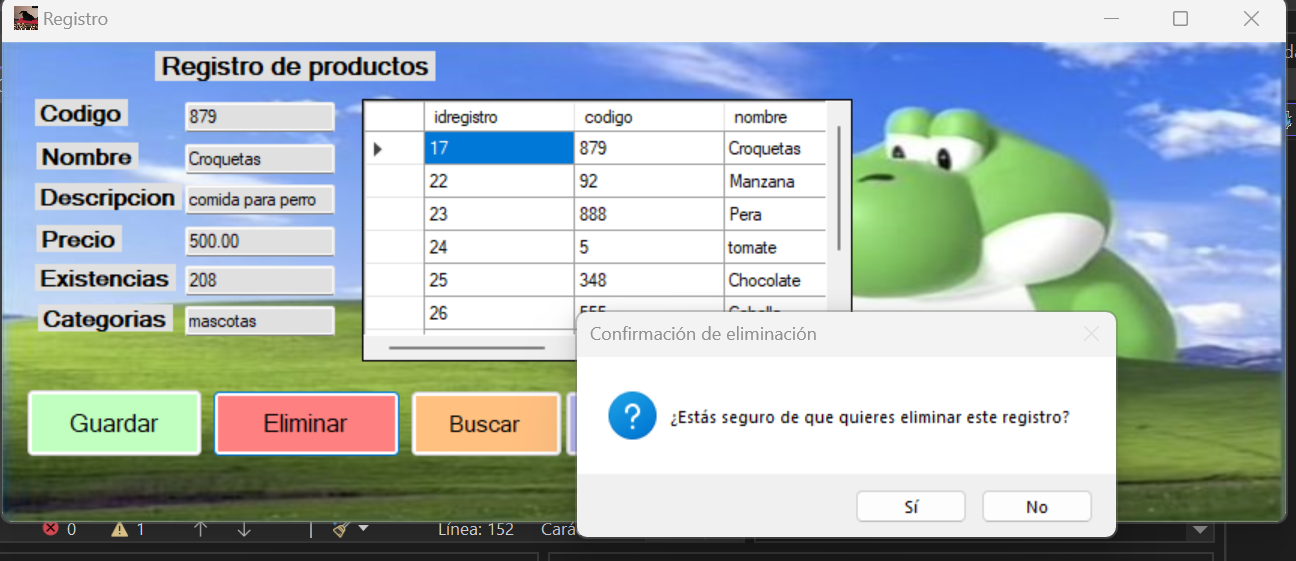 Registro
Registro de productos
Codigo 879
Nombre Croquetas
Descripcion comida para perro
Precio 500.00
Existencias 208
Categorias mascotas
idregistro codigo nombre
17 879 Croquetas
22 92 Manzana
23 888 Pera
24 5 tomate
25 348 Chocolate
26
Guardar Eliminar Buscar
Confirmación de eliminación
¿Estás seguro de que quieres eliminar este registro?
Sí No
0 1 Línea: 152 Cará